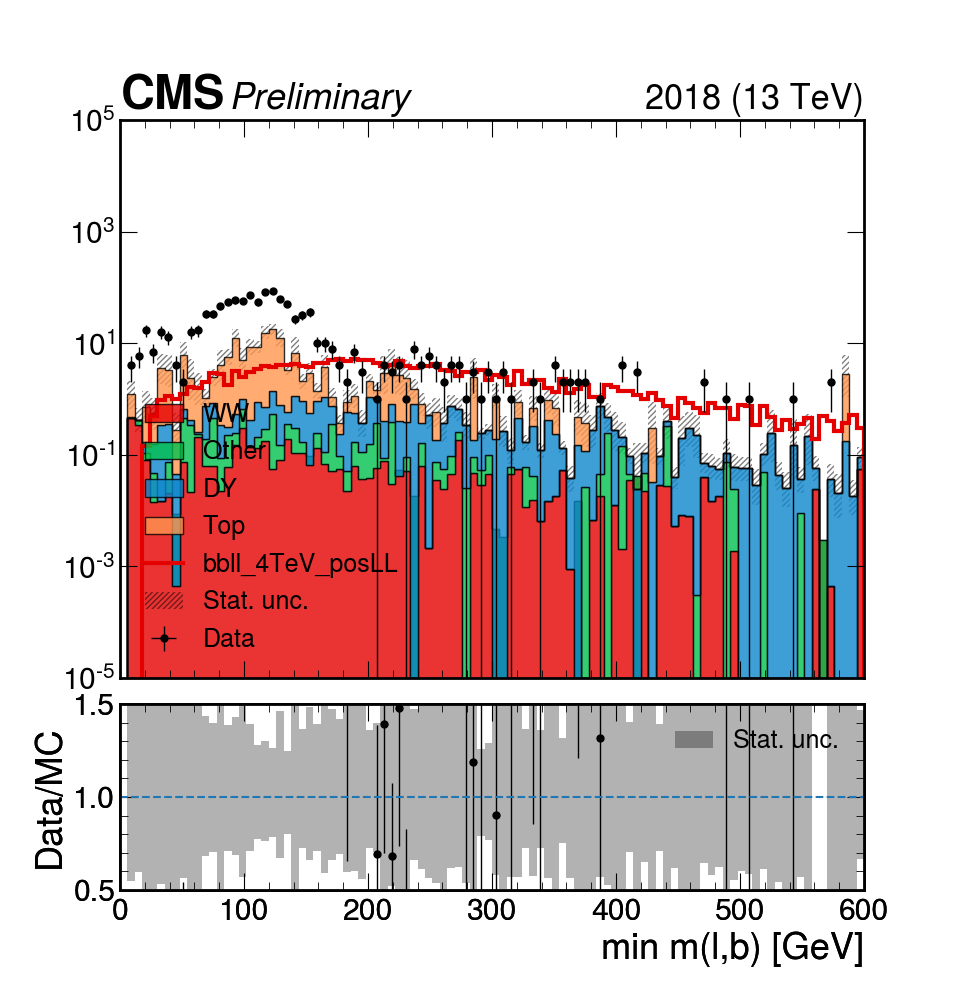 CMS Preliminary 2018 (13 TeV)
10^5
10^3
10^1
10^-1
10^-3
10^-5
WW
Other
DY
Top
bbll_4TeV_posLL
Stat. unc.
Data
1.5
1.0
0.5
Data/MC
Stat. unc.
0 100 200 300 400 500 600
min m(l,b) [GeV]